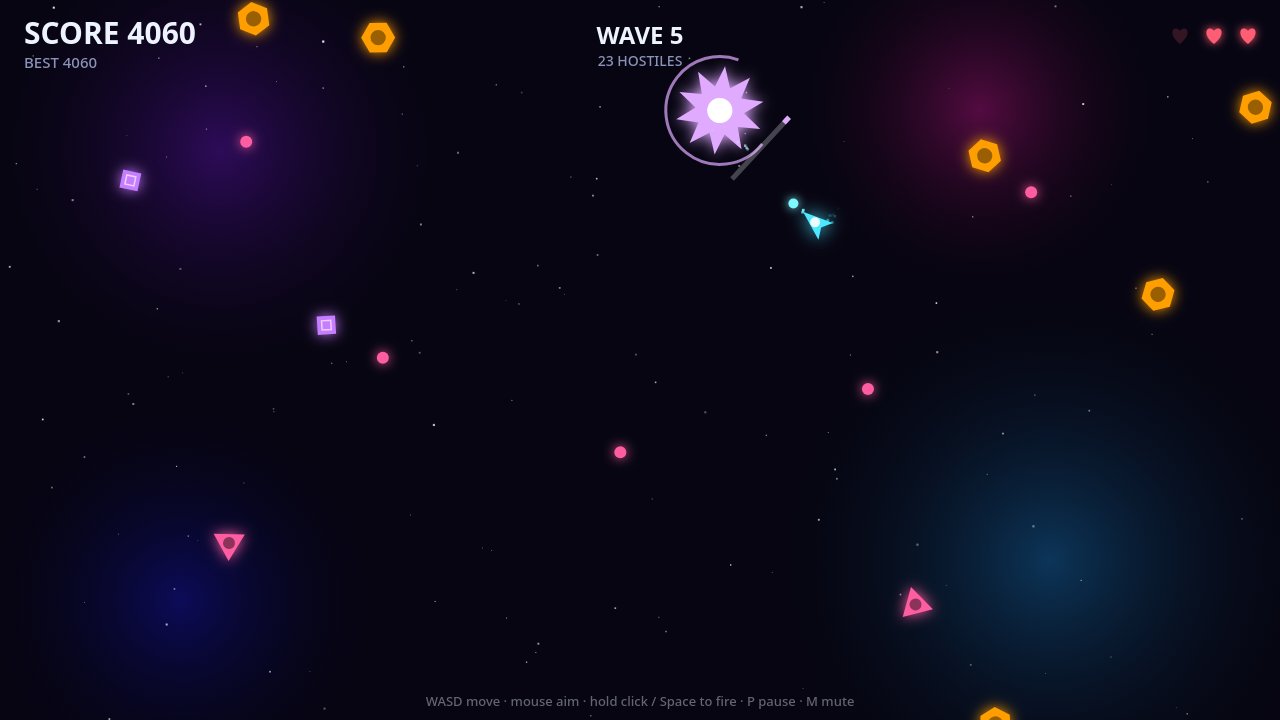 SCORE 4060
BEST 4060
WAVE 5
23 HOSTILES
WASD move · mouse aim · hold click / Space to fire · P pause · M mute